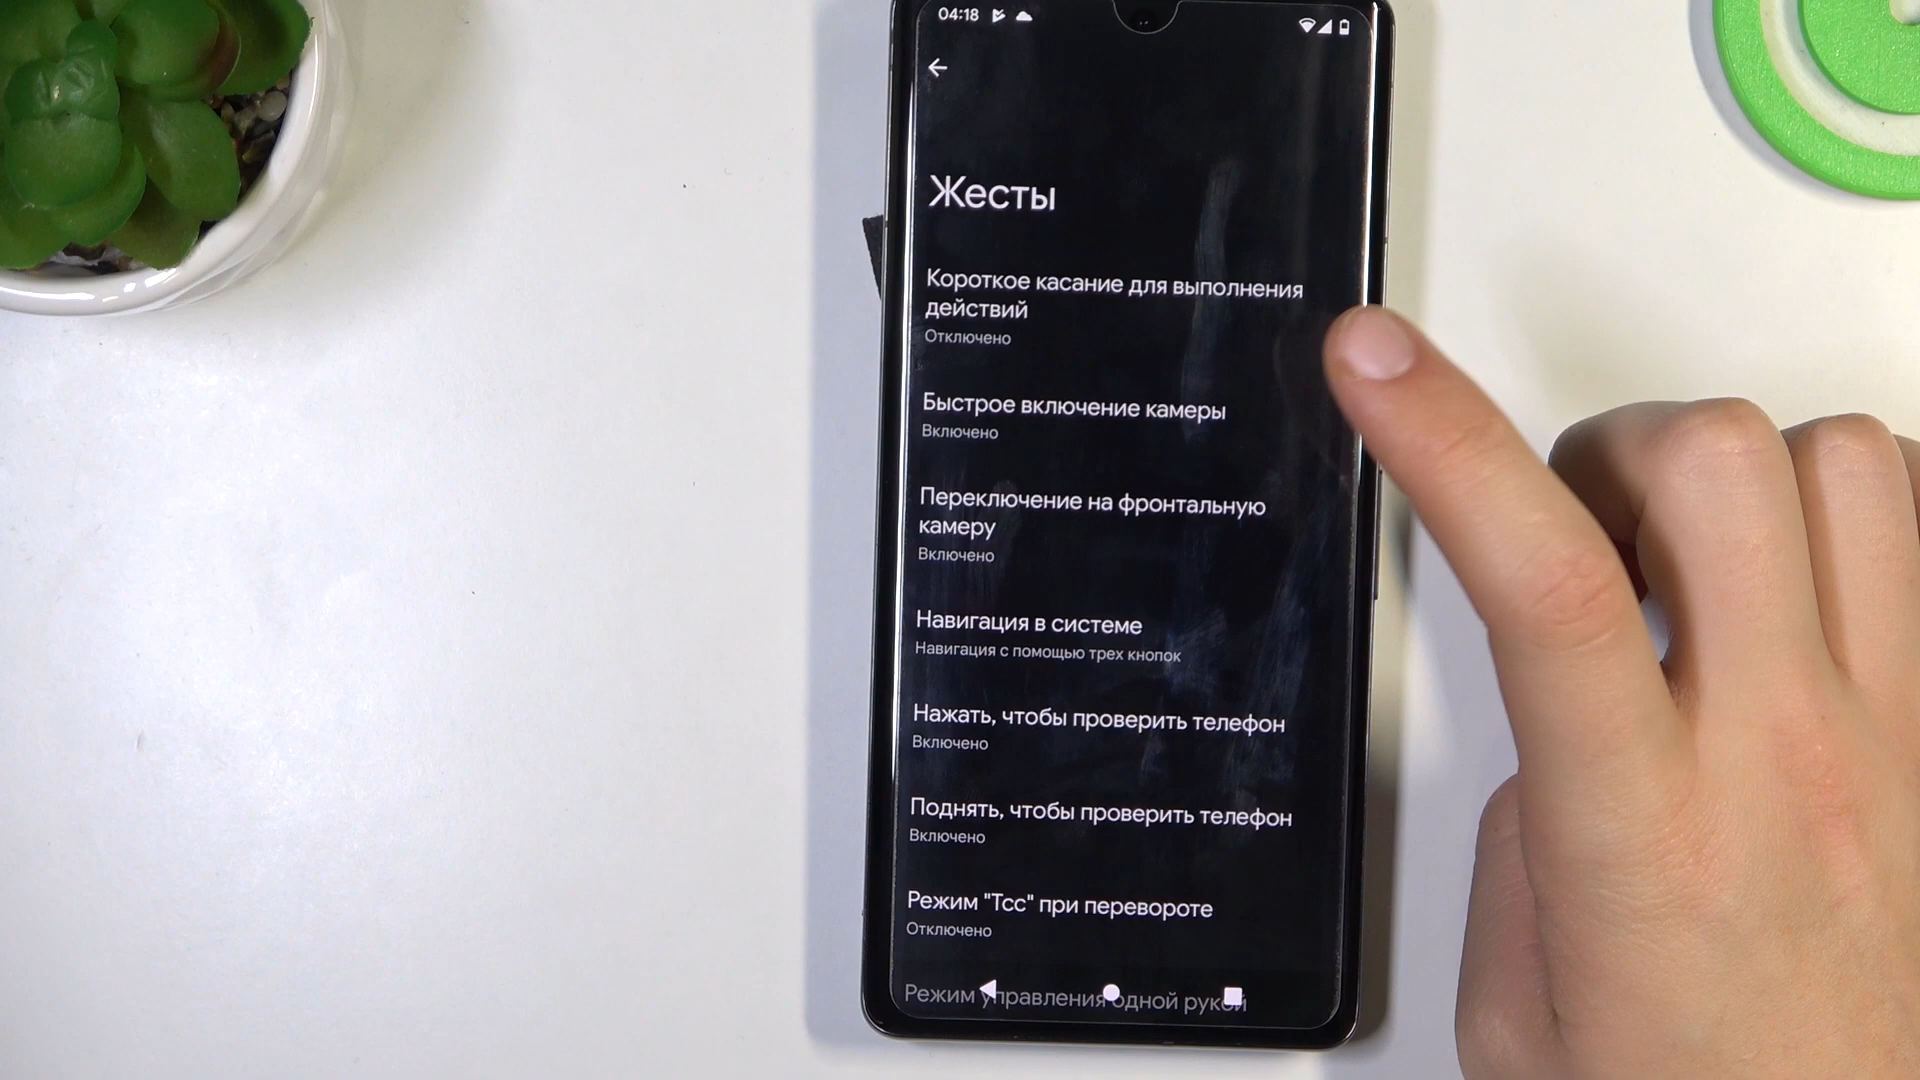 04:18
Жесты
Короткое касание для выполнения
действий
Отключено
Быстрое включение камеры
Включено
Переключение на фронтальную
камеру
Включено
Навигация в системе
Навигация с помощью трех кнопок
Нажать, чтобы проверить телефон
Включено
Поднять, чтобы проверить телефон
Включено
Режим "Тсс" при перевороте
Отключено
Режим управления одной рукой